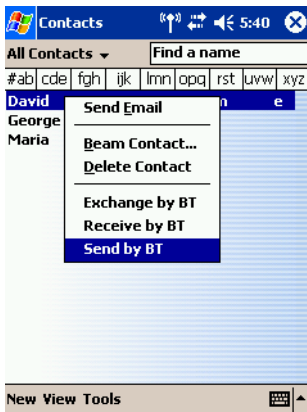 Contacts 5:40
All Contacts Find a name
#ab cde fgh ijk lmn opq rst uvw xyz
David m e
George
Maria
Send Email
Beam Contact...
Delete Contact
Exchange by BT
Receive by BT
Send by BT
New View Tools